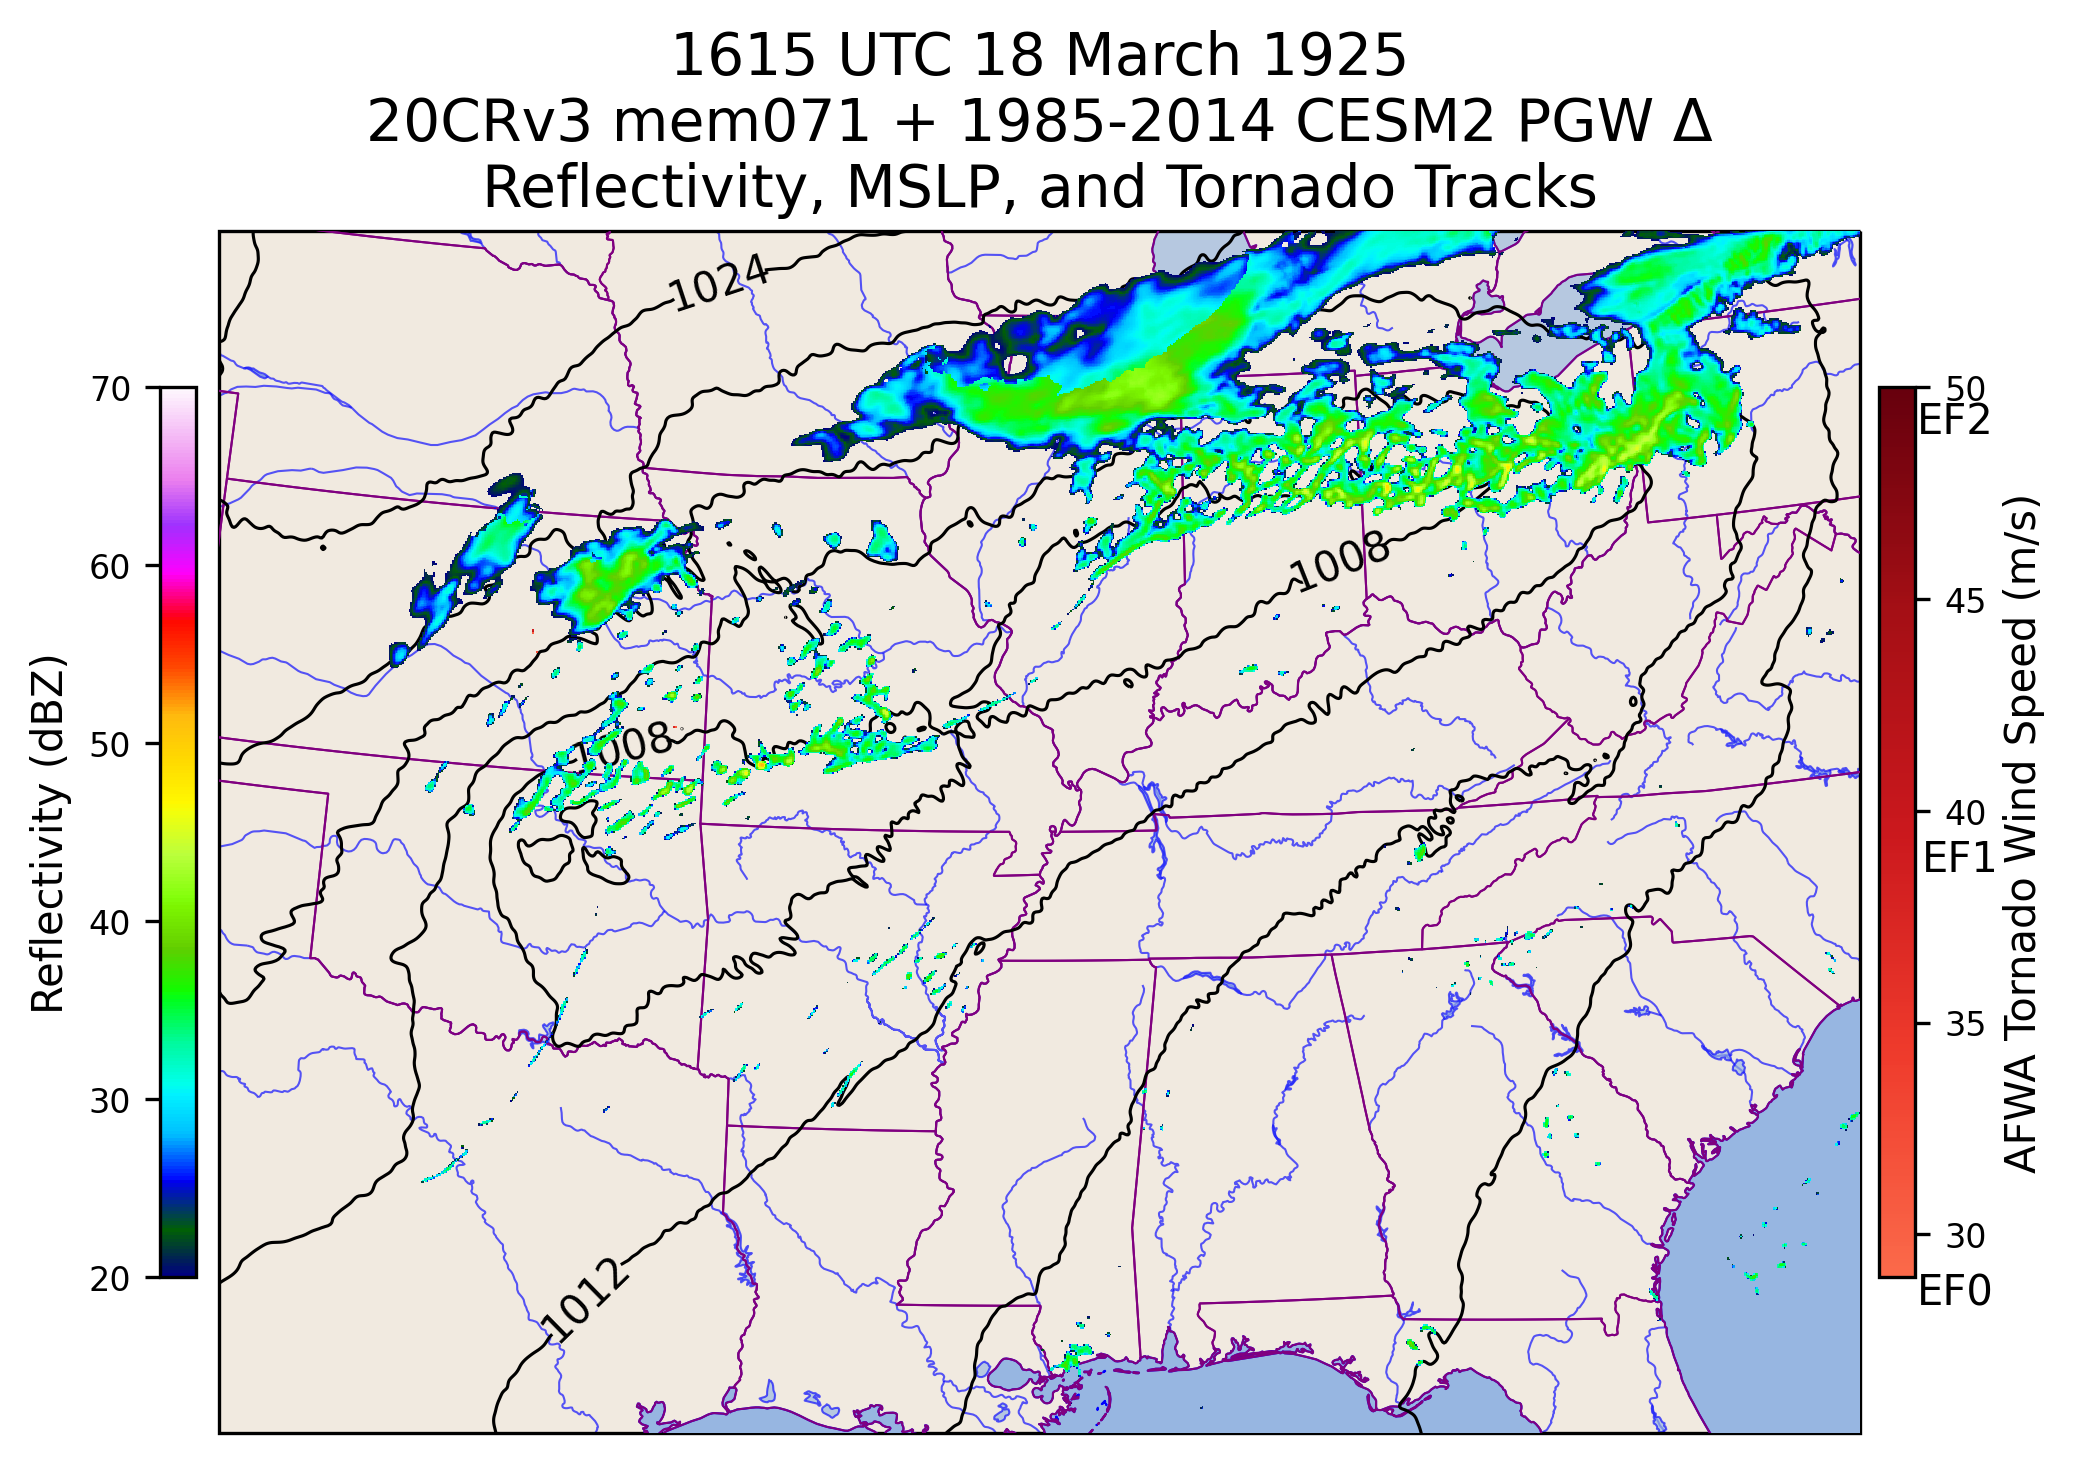 1615 UTC 18 March 1925
20CRv3 mem071 + 1985-2014 CESM2 PGW Δ
Reflectivity, MSLP, and Tornado Tracks
1024
1008
1008
1012
Reflectivity (dBZ)
70
60
50
40
30
20
50
EF2
45
40
EF1
35
30
EF0
AFWA Tornado Wind Speed (m/s)